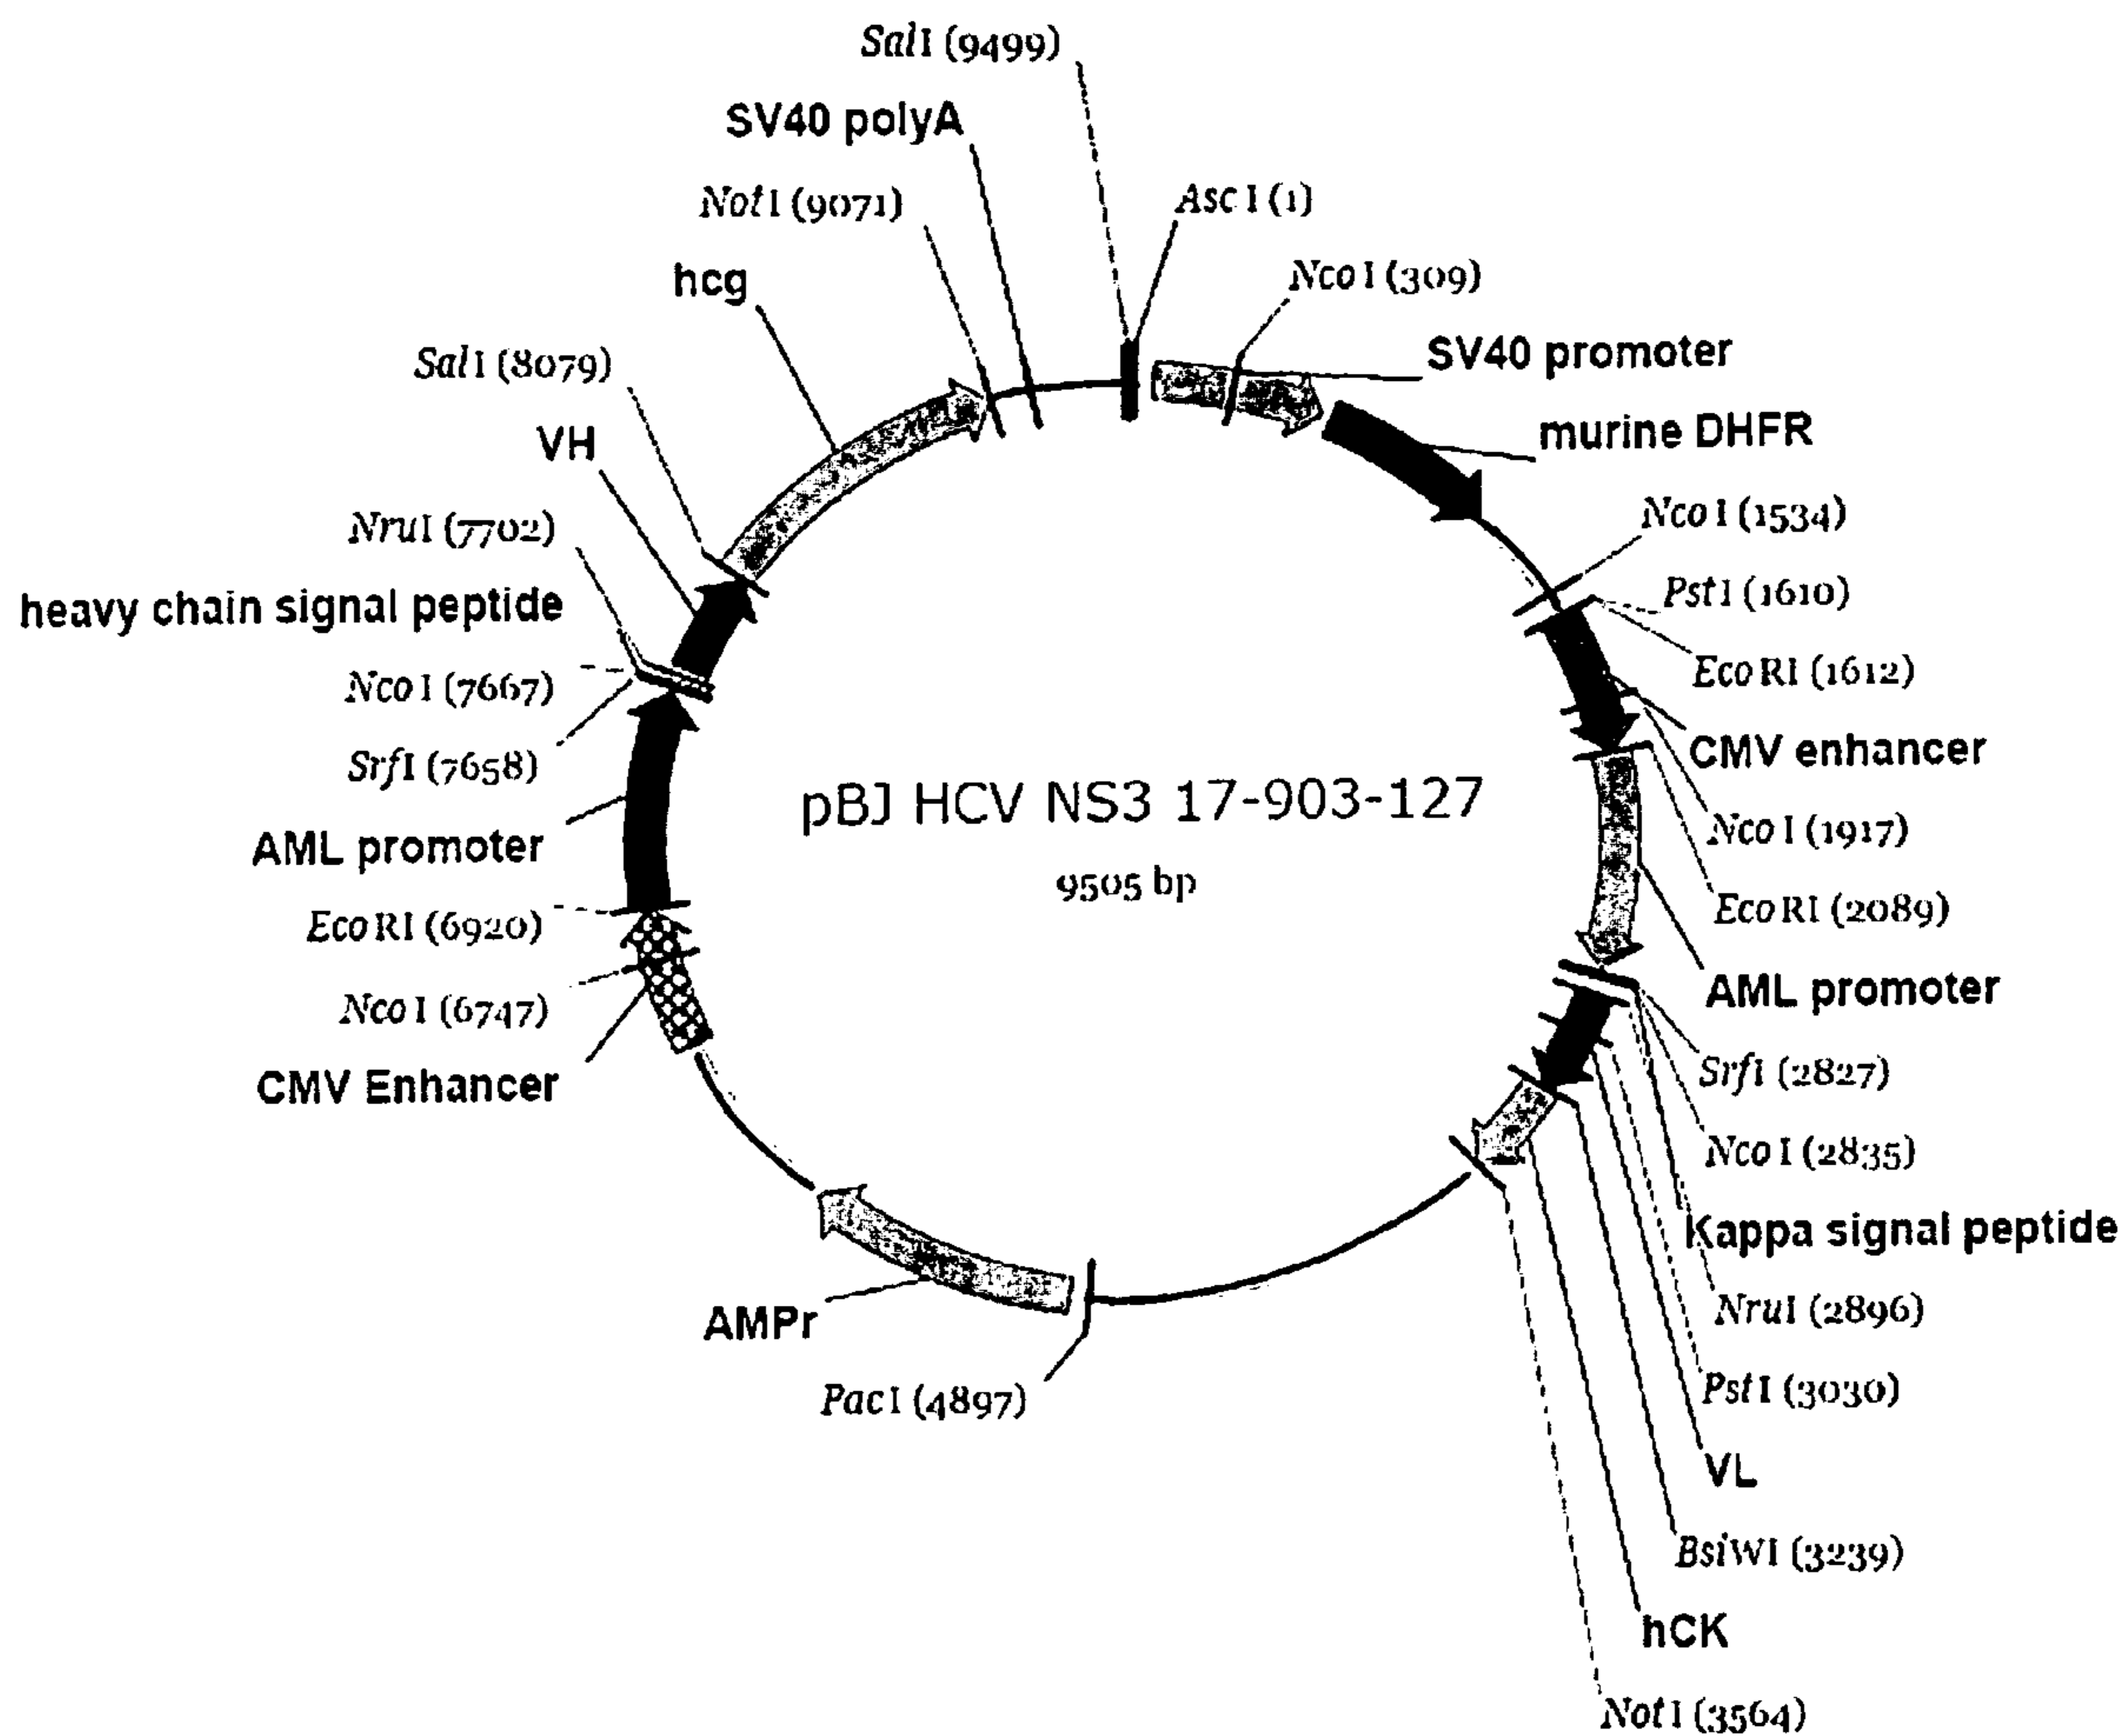 SalI (9499)
SV40 polyA
NotI (9071)
AscI (1)
hcg
NcoI (309)
SalI (8079)
SV40 promoter
VH
murine DHFR
NruI (7702)
NcoI (1534)
heavy chain signal peptide
PstI (1610)
NcoI (7667)
EcoRI (1612)
SrfI (7658)
CMV enhancer
pBJ HCV NS3 17-903-127
AML promoter
NcoI (1917)
9505 bp
EcoRI (6920)
EcoRI (2089)
NcoI (6747)
AML promoter
CMV Enhancer
SrfI (2827)
NcoI (2835)
Kappa signal peptide
AMPr
NruI (2896)
PacI (4897)
PstI (3030)
VL
BsiWI (3239)
hCK
NotI (3564)